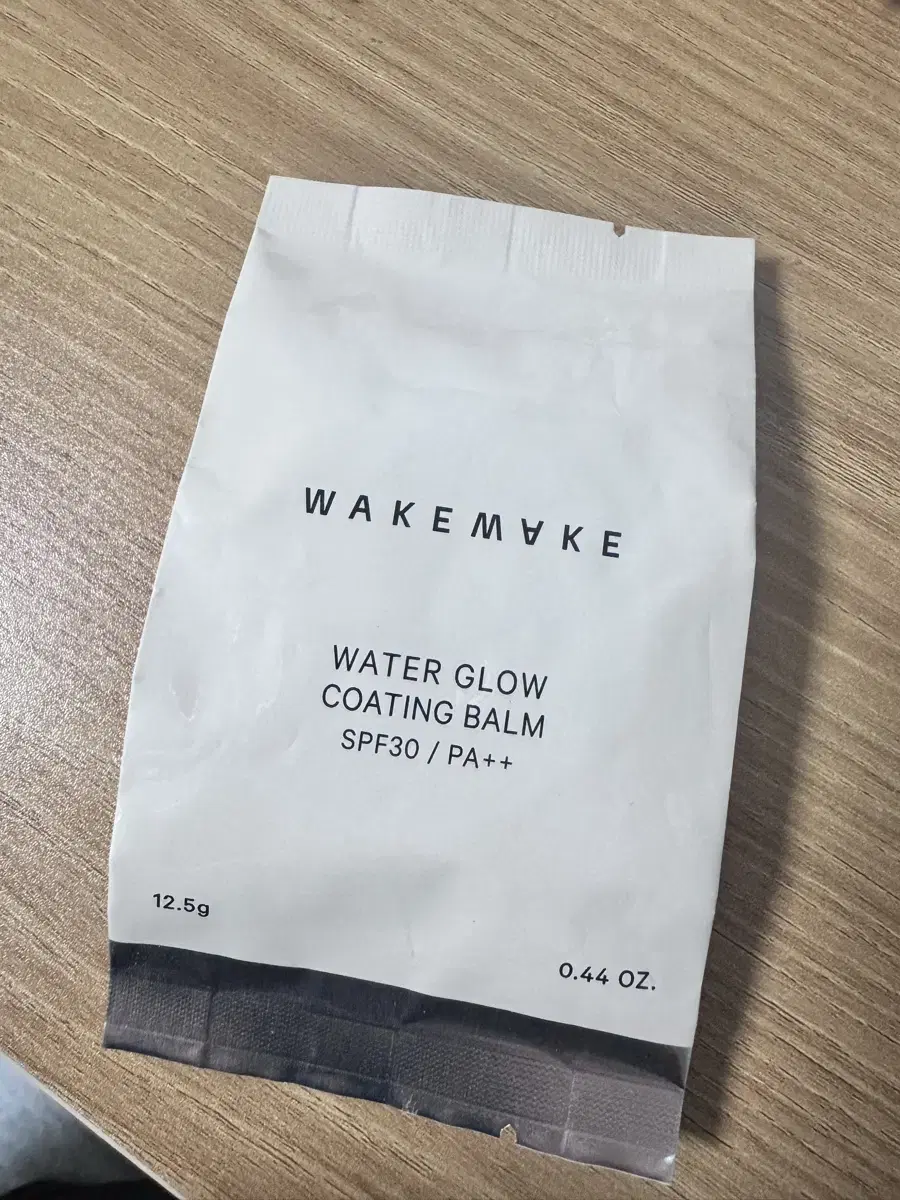 WAKEMAKE
WATER GLOW
COATING BALM
SPF30 / PA++
12.5g
0.44 OZ.